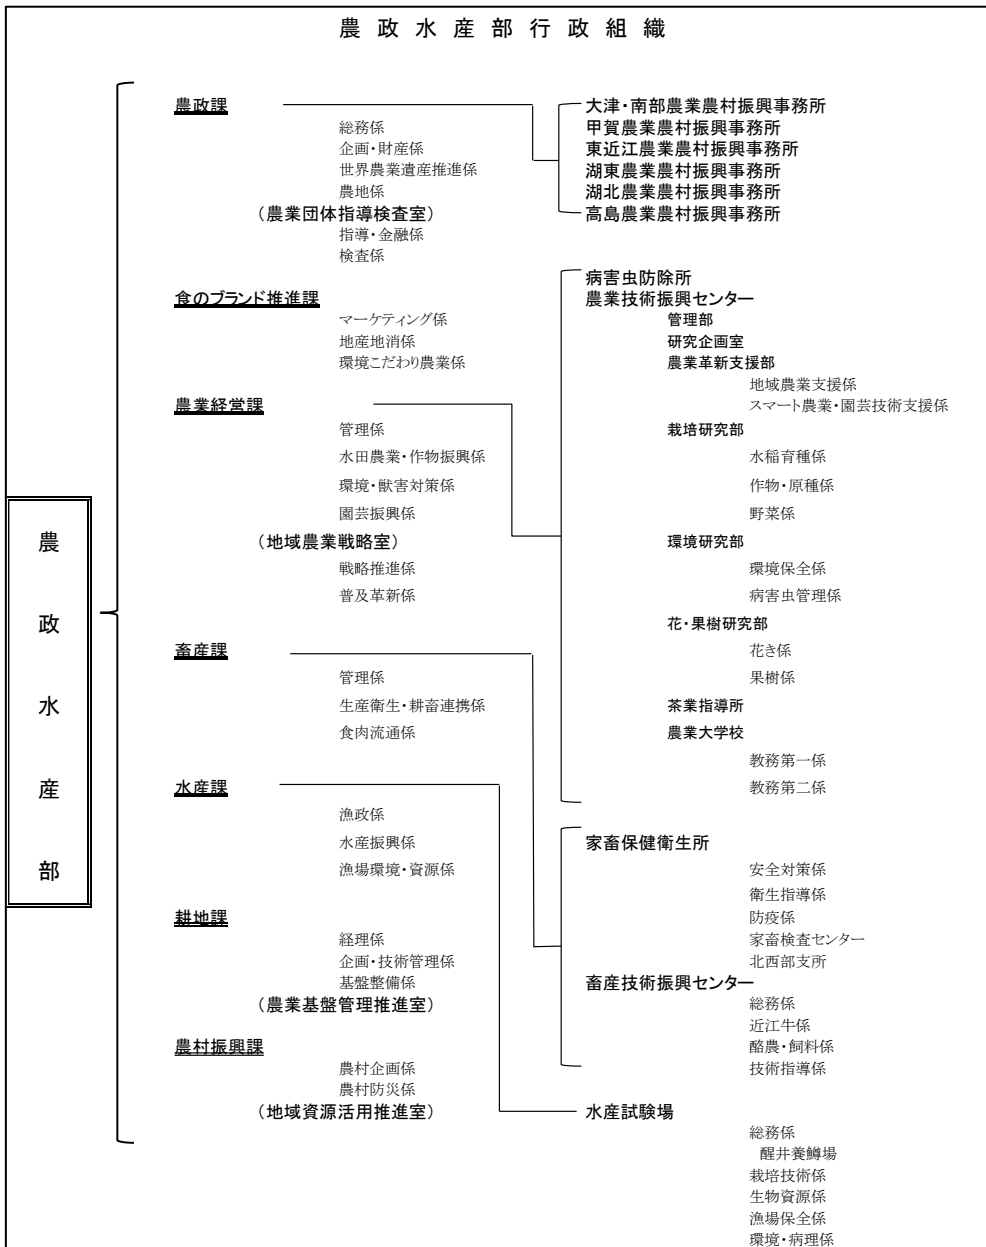 農政水産部行政組織
農政水産部
農政課
総務係
企画・財産係
世界農業遺産推進係
農地係
（農業団体指導検査室）
指導・金融係
検査係
食のブランド推進課
マーケティング係
地産地消係
環境こだわり農業係
農業経営課
管理係
水田農業・作物振興係
環境・獣害対策係
園芸振興係
（地域農業戦略室）
戦略推進係
普及革新係
畜産課
管理係
生産衛生・耕畜連携係
食肉流通係
水産課
漁政係
水産振興係
漁場環境・資源係
耕地課
経理係
企画・技術管理係
基盤整備係
（農業基盤管理推進室）
農村振興課
農村企画係
農村防災係
（地域資源活用推進室）
大津・南部農業農村振興事務所
甲賀農業農村振興事務所
東近江農業農村振興事務所
湖東農業農村振興事務所
湖北農業農村振興事務所
高島農業農村振興事務所
病害虫防除所
農業技術振興センター
管理部
研究企画室
農業革新支援部
地域農業支援係
スマート農業・園芸技術支援係
栽培研究部
水稲育種係
作物・原種係
野菜係
環境研究部
環境保全係
病害虫管理係
花・果樹研究部
花き係
果樹係
茶業指導所
農業大学校
教務第一係
教務第二係
家畜保健衛生所
安全対策係
衛生指導係
防疫係
家畜検査センター
北西部支所
畜産技術振興センター
総務係
近江牛係
酪農・飼料係
技術指導係
水産試験場
総務係
醒井養鱒場
栽培技術係
生物資源係
漁場保全係
環境・病理係